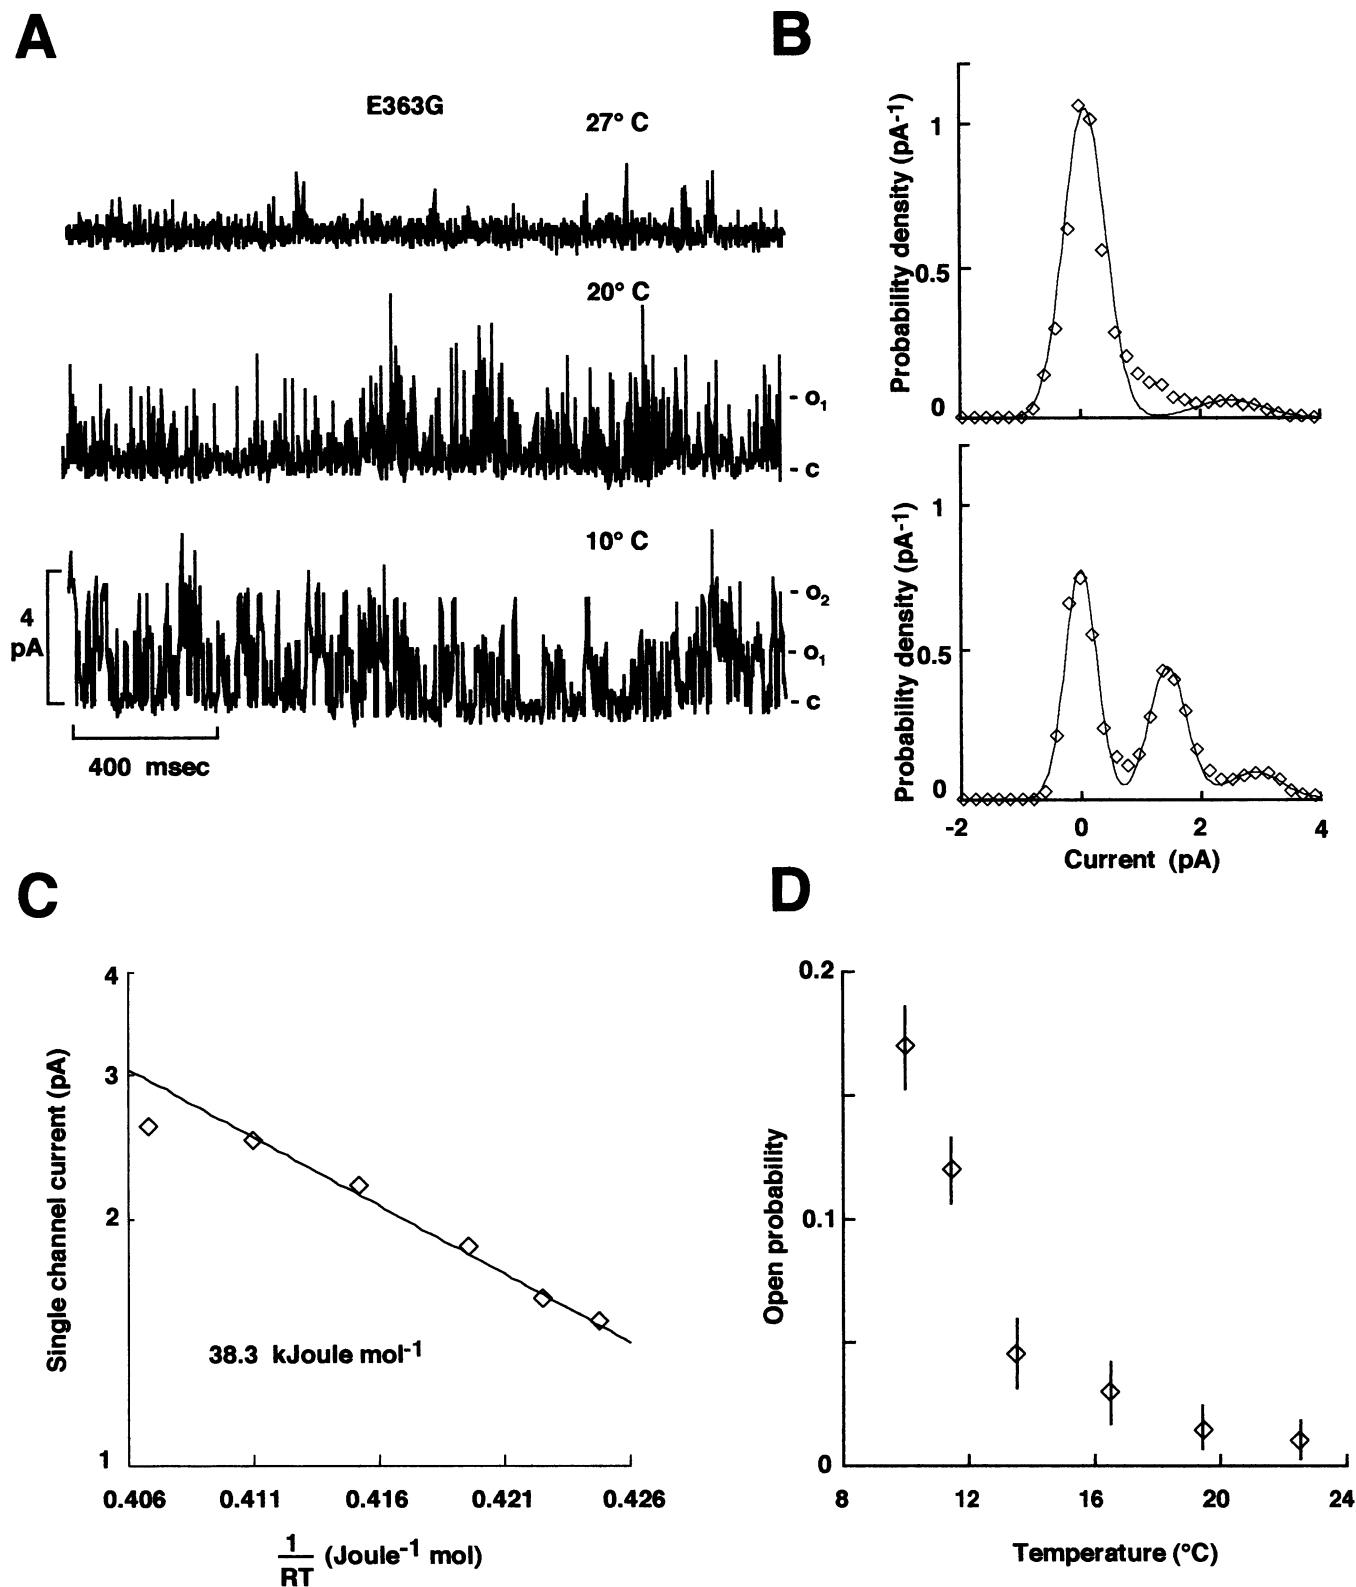 A
E363G
27° C
20° C
- O1
- C
10° C
4
pA
- O2
- O1
- C
400 msec
B
Probability density (pA-1)
1
0.5
0
Probability density (pA-1)
1
0.5
0
-2 0 2 4
Current (pA)
C
Single channel current (pA)
4
3
2
1
38.3 kJoule mol-1
0.406 0.411 0.416 0.421 0.426
1
RT
(Joule-1 mol)
D
Open probability
0.2
0.1
0
8 12 16 20 24
Temperature (°C)